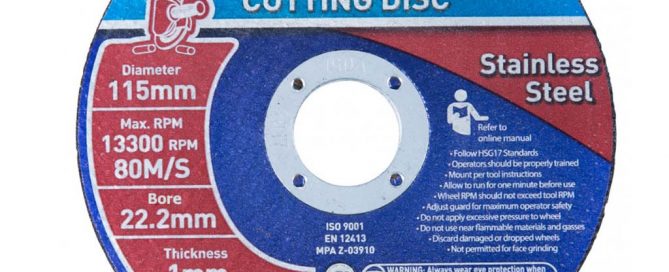 CUTTING DISC
Diameter
115mm
Max. RPM
13300 RPM
80M/S
Bore
22.2mm
Thickness
1mm
Stainless
Steel
Refer to
online manual
• Follow HSG17 Standards
• Operators should be properly trained
• Mount per tool instructions
• Allow to run for one minute before use
• Wheel RPM should not exceed tool RPM
• Adjust guard for maximum operator safety
• Do not apply excessive pressure to wheel
• Do not use near flammable materials and gasses
• Discard damaged or dropped wheels
• Not permitted for face grinding
ISO 9001
EN 12413
MPA Z-03910
WARNING: Always wear eye protection when